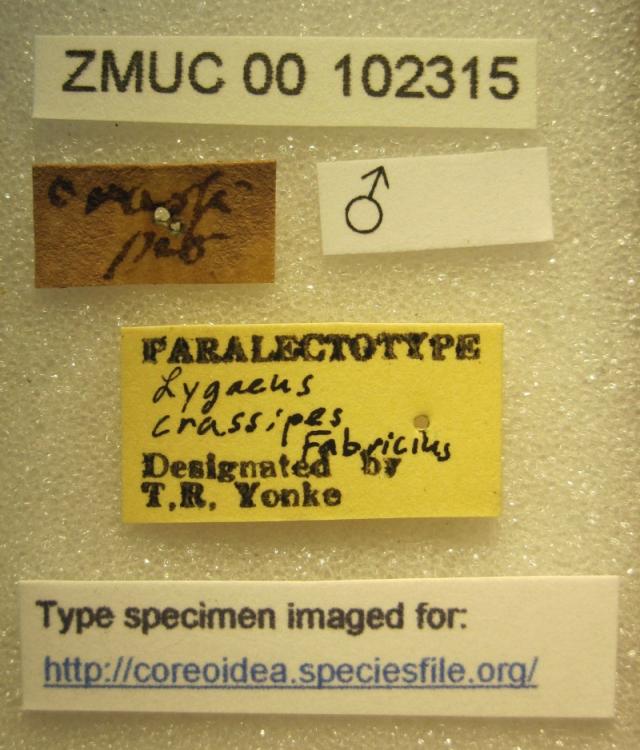 ZMUC 00 102315
♂
PARALECTOTYPE
Lygaeus
crassipes
Fabricius
Designated by
T.R. Yonke
Type specimen imaged for:
http://coreoidea.speciesfile.org/